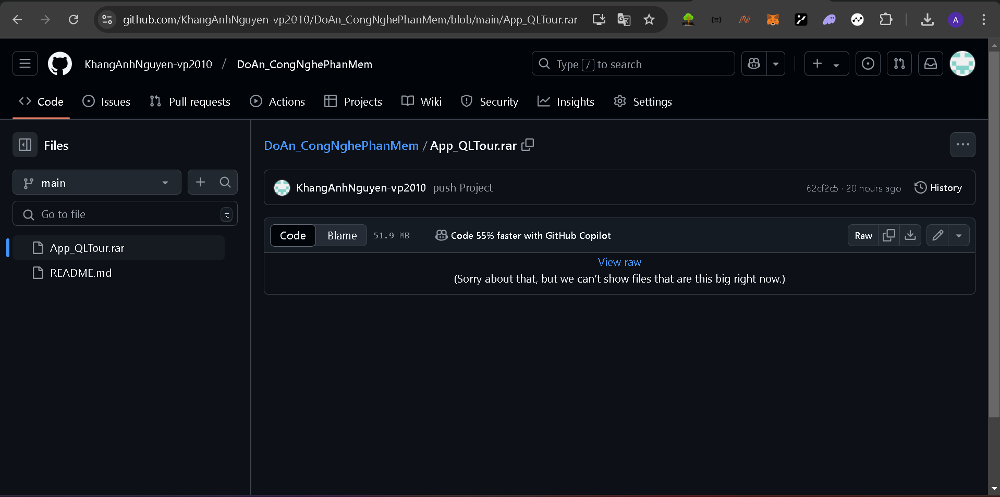 github.com/KhangAnhNguyen-vp2010/DoAn_CongNghePhanMem/blob/main/App_QLTour.rar
HTML
A
KhangAnhNguyen-vp2010 / DoAn_CongNghePhanMem
Type / to search
Code
Issues
Pull requests
Actions
Projects
Wiki
Security
Insights
Settings
Files
main
Go to file
t
App_QLTour.rar
README.md
DoAn_CongNghePhanMem / App_QLTour.rar
KhangAnhNguyen-vp2010 push Project
62cf2c5 · 20 hours ago
History
Code
Blame
51.9 MB
Code 55% faster with GitHub Copilot
Raw
View raw
(Sorry about that, but we can’t show files that are this big right now.)